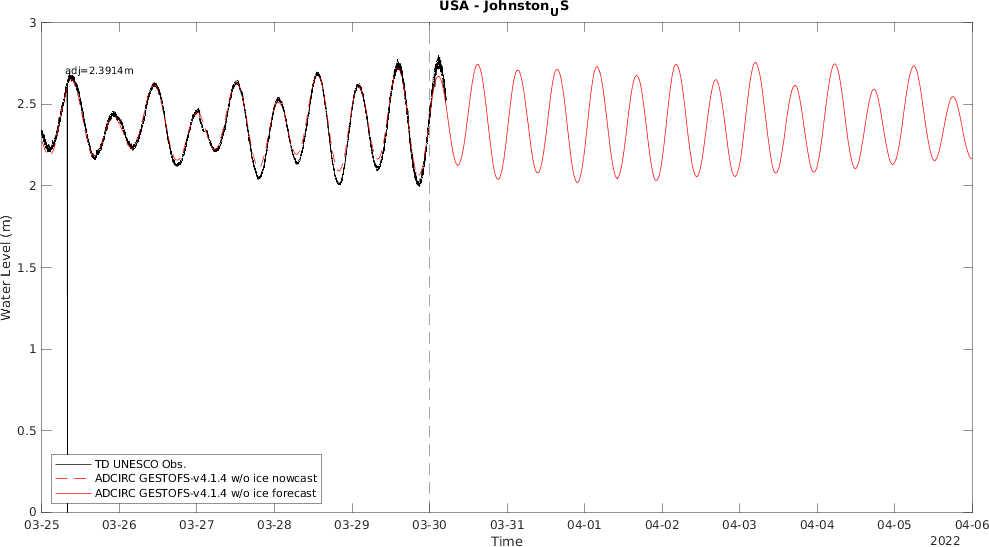 USA - Johnston_US
3
adj=2.3914m
2.5
2
1.5
1
0.5
0
Water Level (m)
TD UNESCO Obs.
ADCIRC GESTOFS-v4.1.4 w/o ice nowcast
ADCIRC GESTOFS-v4.1.4 w/o ice forecast
03-25 03-26 03-27 03-28 03-29 03-30 03-31 04-01 04-02 04-03 04-04 04-05 04-06
Time
2022